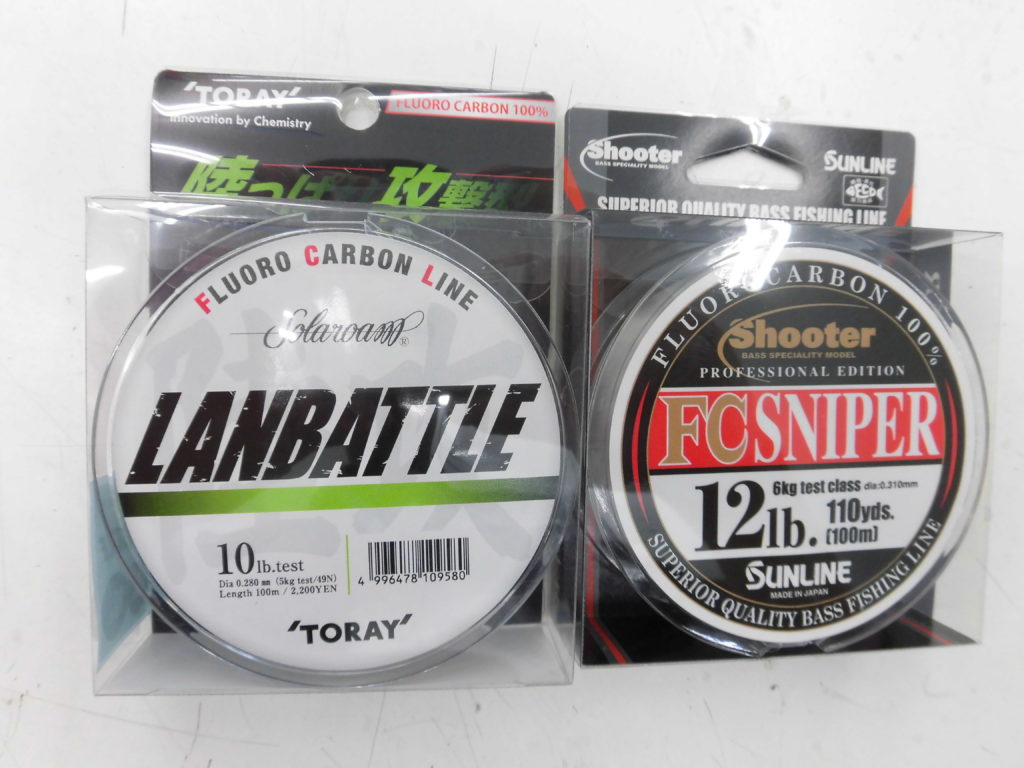 'TORAY'
Innovation by Chemistry
FLUORO CARBON 100%
陸っぱ 攻撃
FLUORO CARBON LINE
Solaroam®
LANBATTLE
10lb.test
Dia 0.280 mm (5kg test/49N)
Length 100m / 2,200YEN
4 996478 109580
'TORAY'
Shooter
BASS SPECIALITY MODEL
SUNLINE
SUPERIOR QUALITY BASS FISHING LINE
FLUORO CARBON 100%
Shooter
BASS SPECIALITY MODEL
PROFESSIONAL EDITION
FC SNIPER
12lb.
6kg test class dia:0.310mm
110yds.
[100m]
SUNLINE
MADE IN JAPAN
SUPERIOR QUALITY BASS FISHING LINE